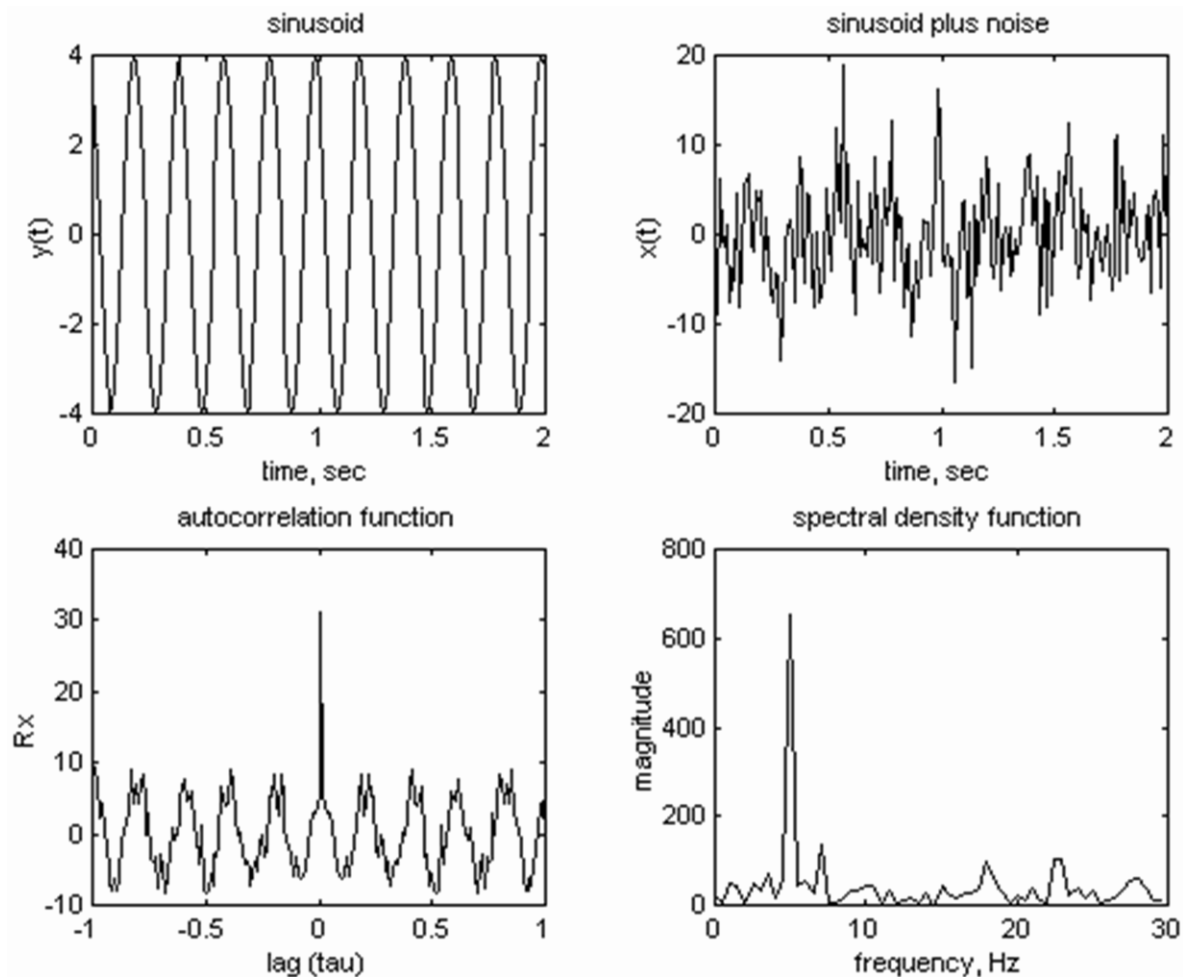 sinusoid
4
2
0
-2
-4
y(t)
0 0.5 1 1.5 2
time, sec
sinusoid plus noise
20
10
0
-10
-20
x(t)
0 0.5 1 1.5 2
time, sec
autocorrelation function
40
30
20
10
0
-10
Rx
-1 -0.5 0 0.5 1
lag (tau)
spectral density function
800
600
400
200
0
magnitude
0 10 20 30
frequency, Hz